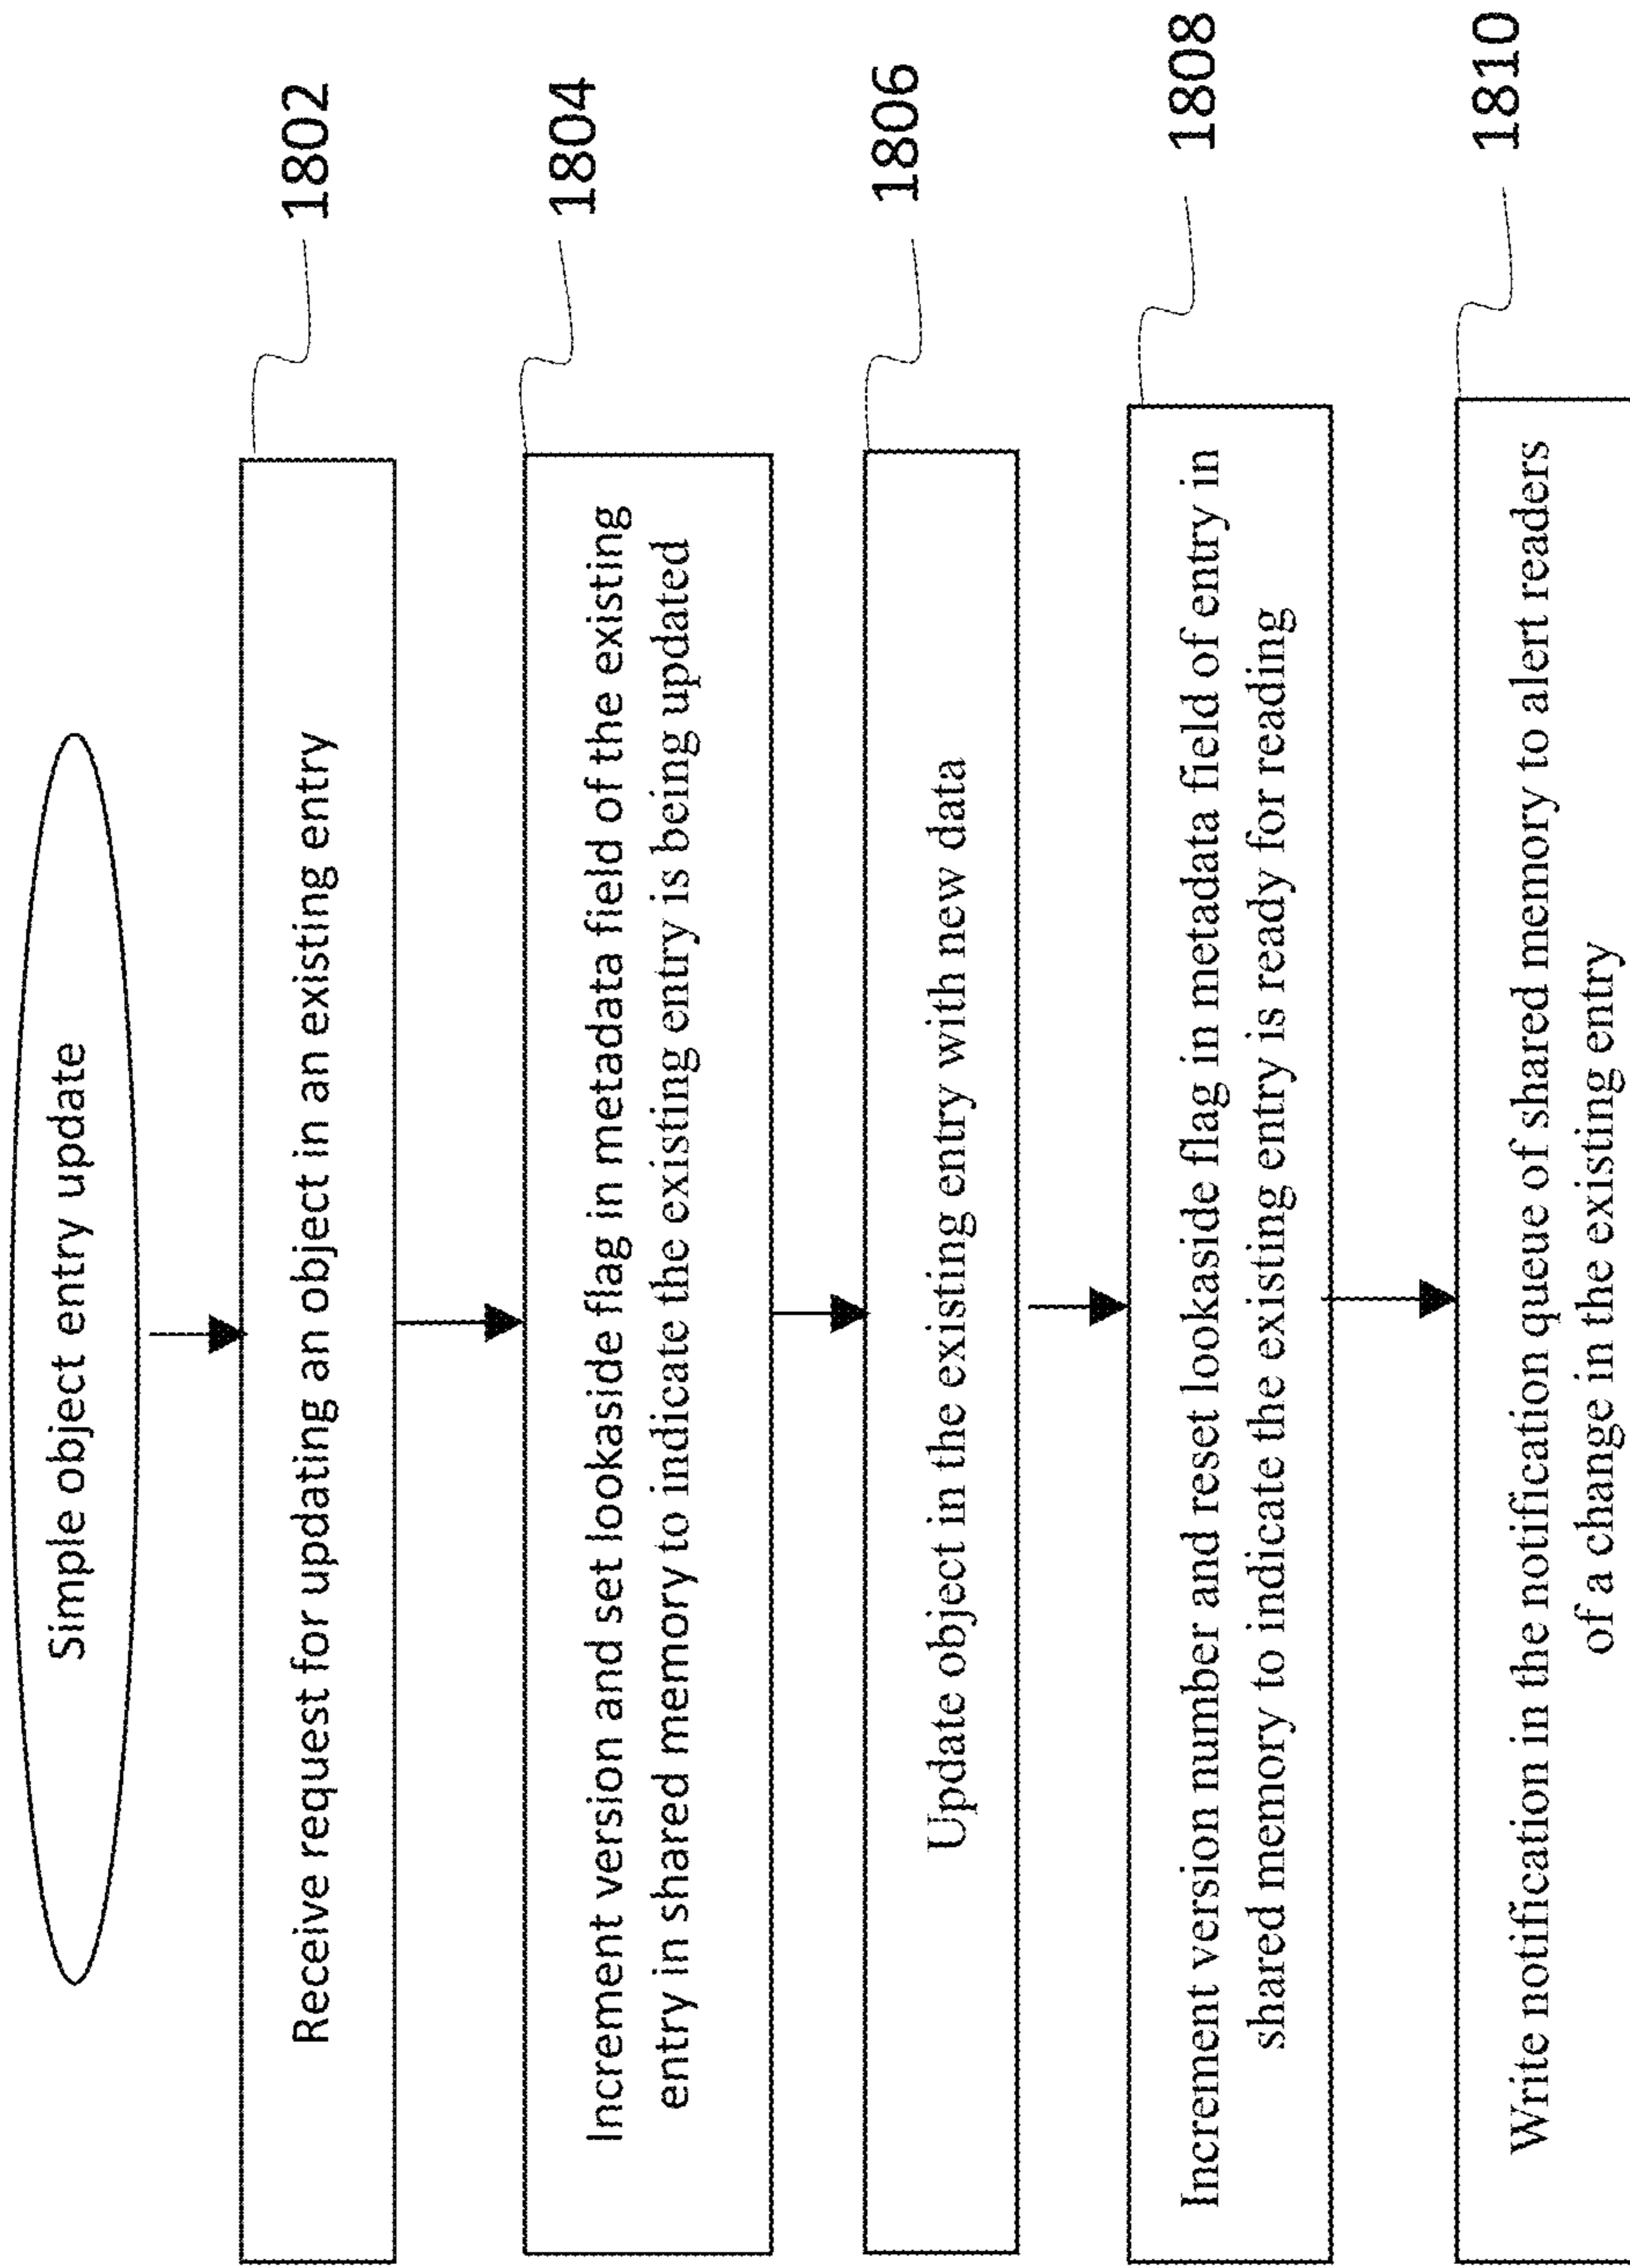 Simple object entry update
Receive request for updating an object in an existing entry
1802
Increment version and set lookaside flag in metadata field of the existing
entry in shared memory to indicate the existing entry is being updated
1804
Update object in the existing entry with new data
1806
Increment version number and reset lookaside flag in metadata field of entry in
shared memory to indicate the existing entry is ready for reading
1808
Write notification in the notification queue of shared memory to alert readers
of a change in the existing entry
1810